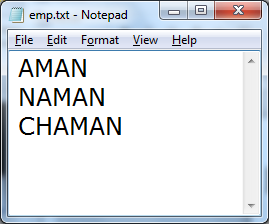 emp.txt - Notepad
File Edit Format View Help
AMAN
NAMAN
CHAMAN